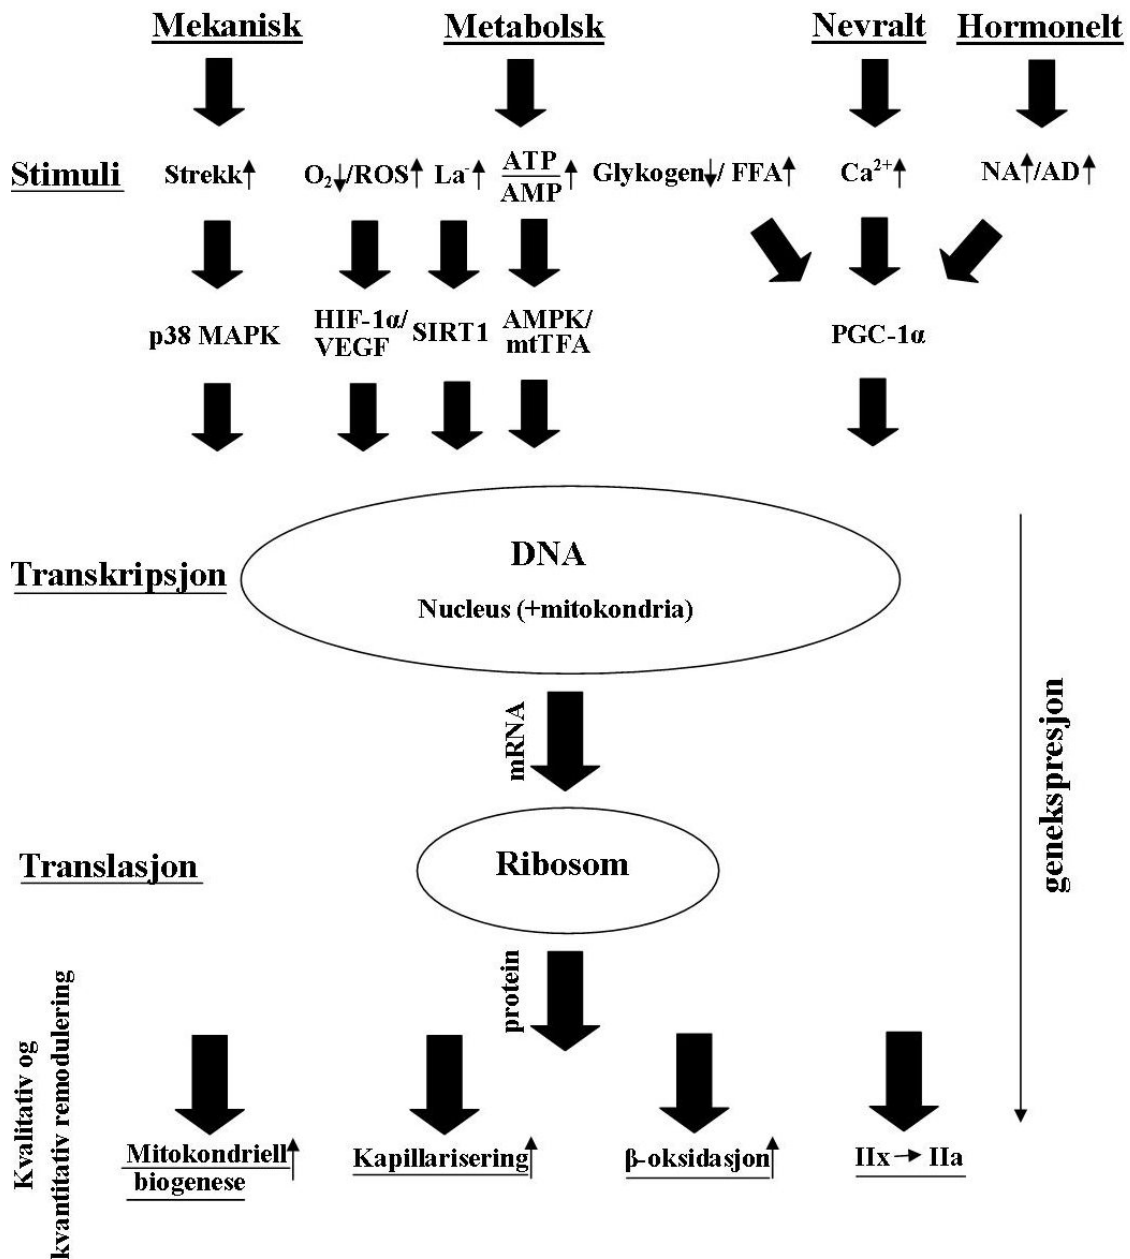 Mekanisk
Metabolsk
Nevralt
Hormonelt
Stimuli
Strekk↑
O₂↓/ROS↑
La⁻↑
ATP
AMP ↑
Glykogen↓/ FFA↑
Ca²⁺↑
NA↑/AD↑
p38 MAPK
HIF-1α/
VEGF
SIRT1
AMPK/
mtTFA
PGC-1α
Transkripsjon
DNA
Nucleus (+mitokondria)
mRNA
genekspresjon
Translasjon
Ribosom
protein
Kvalitativ og
kvantitativ remodulering
Mitokondriell↑
biogenese
Kapillarisering↑
β-oksidasjon↑
IIx → IIa